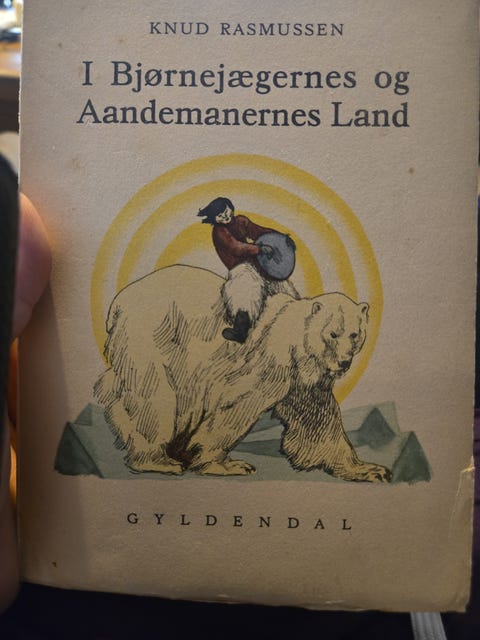 KNUD RASMUSSEN
I Bjørnejægernes og
Aandemanernes Land
GYLDENDAL